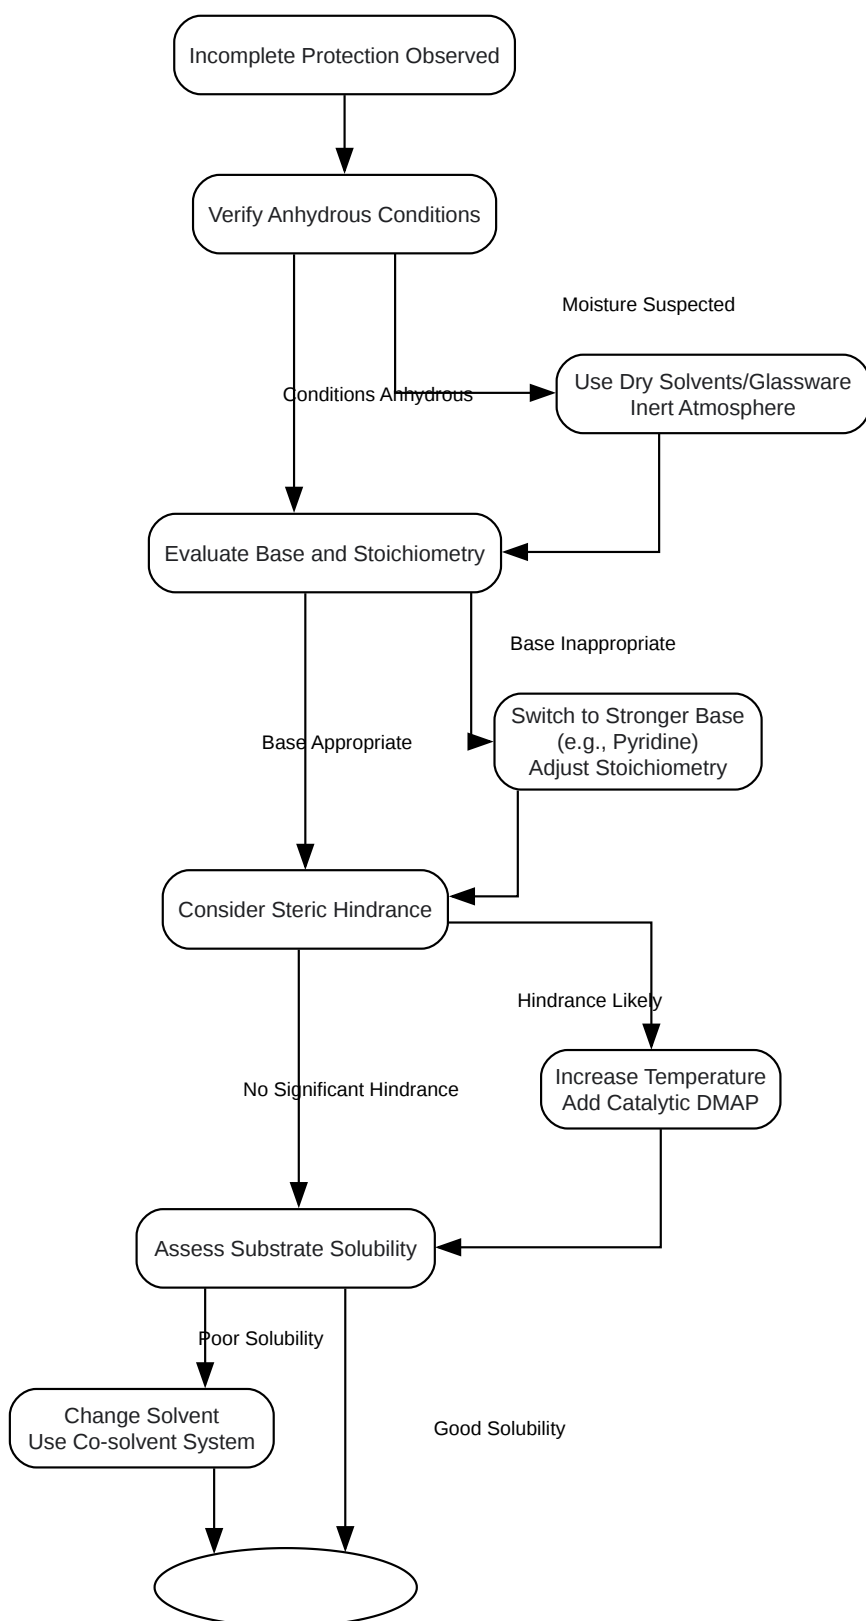 Incomplete Protection Observed
Verify Anhydrous Conditions
Moisture Suspected
Use Dry Solvents/Glassware
Inert Atmosphere
Conditions Anhydrous
Evaluate Base and Stoichiometry
Base Inappropriate
Switch to Stronger Base
(e.g., Pyridine)
Adjust Stoichiometry
Base Appropriate
Consider Steric Hindrance
Hindrance Likely
Increase Temperature
Add Catalytic DMAP
No Significant Hindrance
Assess Substrate Solubility
Poor Solubility
Change Solvent
Use Co-solvent System
Good Solubility